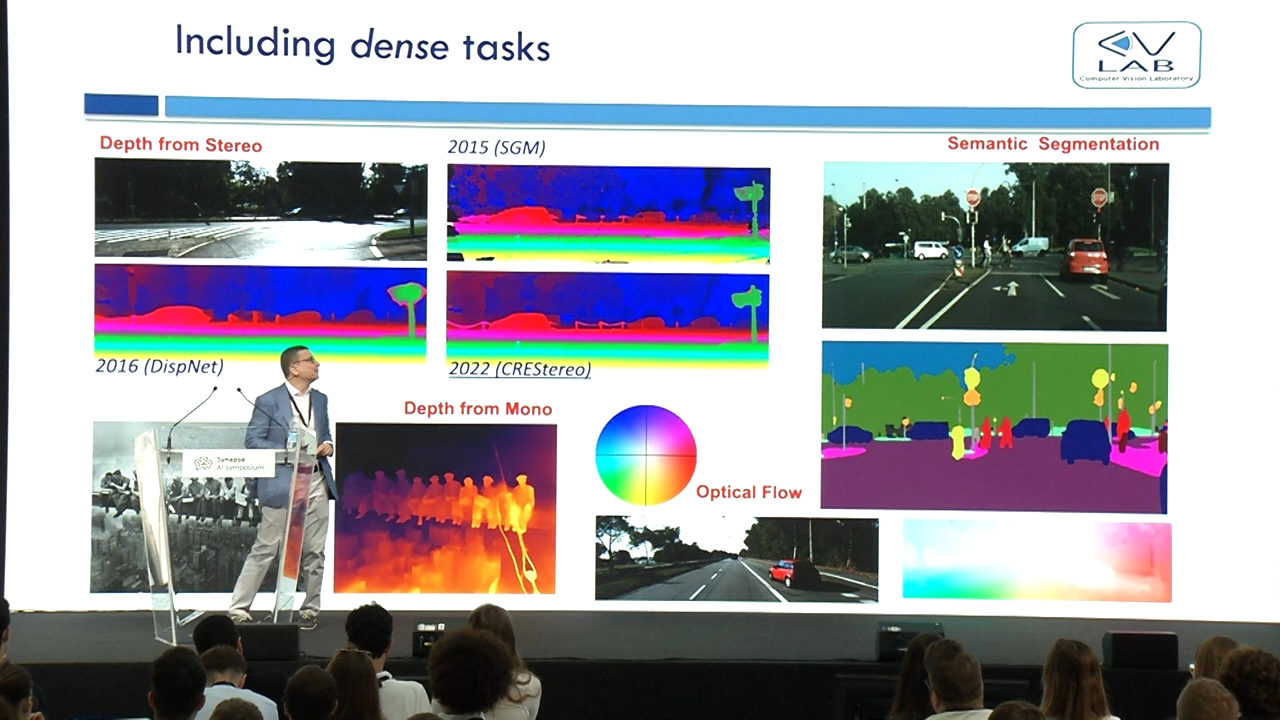 Including dense tasks
CV
LAB
Computer Vision Laboratory
Depth from Stereo
2015 (SGM)
Semantic Segmentation
2016 (DispNet)
2022 (CREStereo)
Depth from Mono
Optical Flow
Synapse
AI symposium